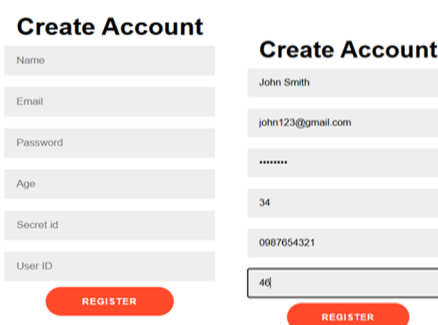 Create Account
Name
Email
Password
Age
Secret id
User ID
REGISTER
Create Account
John Smith
john123@gmail.com
••••••••
34
0987654321
46
REGISTER